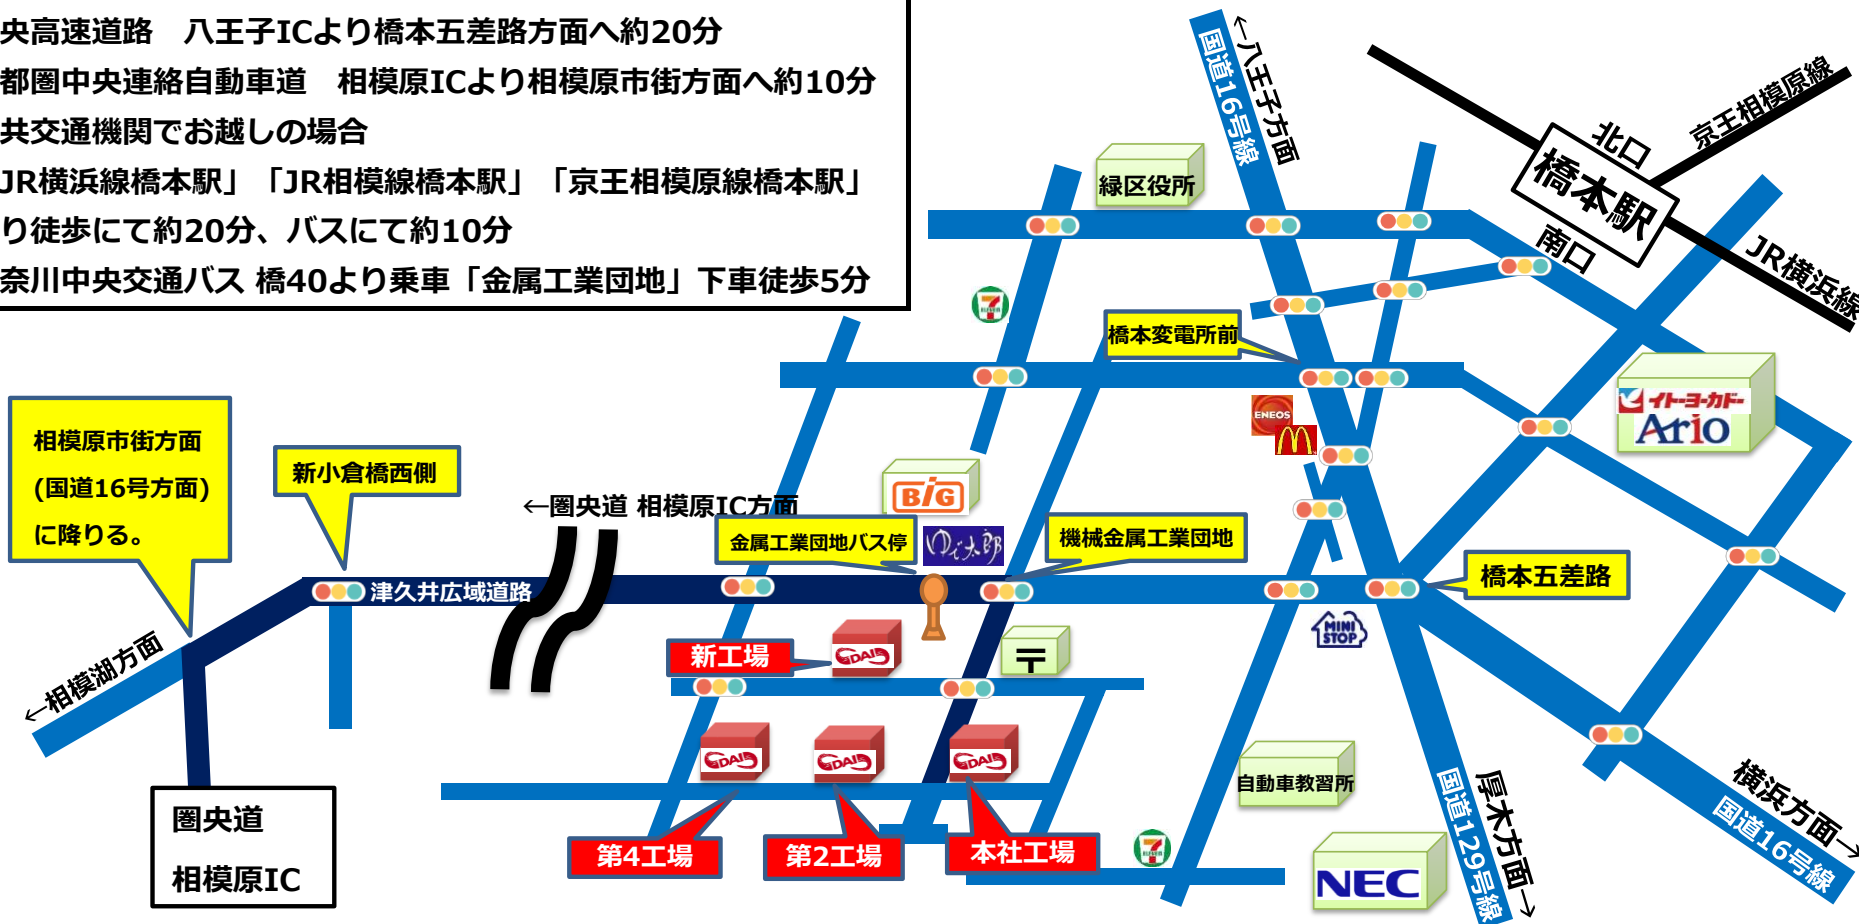 央高速道路　八王子ICより橋本五差路方面へ約20分
都圏中央連絡自動車道　相模原ICより相模原市街方面へ約10分
共交通機関でお越しの場合
JR横浜線橋本駅」「JR相模線橋本駅」「京王相模原線橋本駅」
り徒歩にて約20分、バスにて約10分
奈川中央交通バス 橋40より乗車「金属工業団地」下車徒歩5分
←八王子方面
国道16号線
京王相模原線
北口
橋本駅
南口
JR横浜線
緑区役所
7
ELEVEn
橋本変電所前
イトーヨーカドー
Ario
ENEOS
相模原市街方面
(国道16号方面)
に降りる。
新小倉橋西側
←圏央道 相模原IC方面
BiG
金属工業団地バス停
ゆで太郎
機械金属工業団地
橋本五差路
津久井広域道路
MINI
STOP
新工場
DAI
〒
←相模湖方面
DAI
DAI
DAI
自動車教習所
圏央道
相模原IC
第4工場
第2工場
本社工場
7
ELEVEn
NEC
国道129号線
厚木方面→
横浜方面→
国道16号線